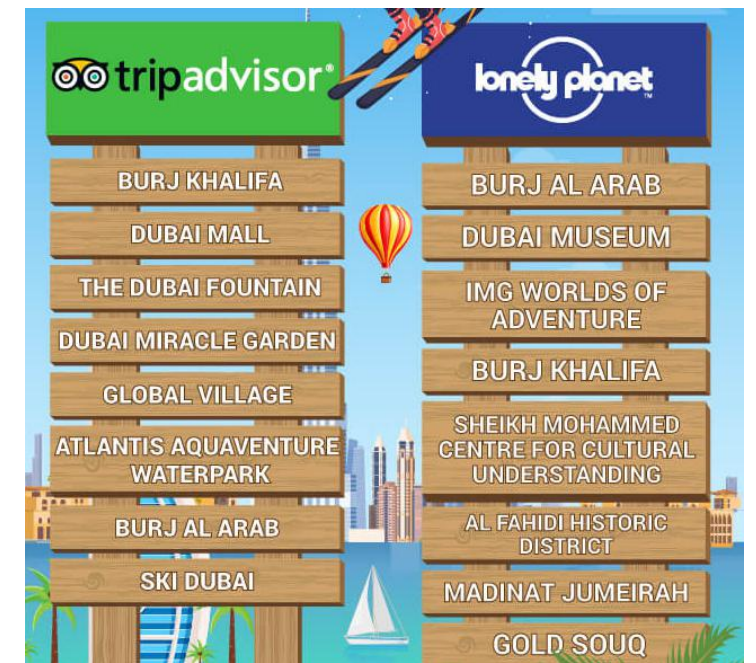 tripadvisor®
BURJ KHALIFA
DUBAI MALL
THE DUBAI FOUNTAIN
DUBAI MIRACLE GARDEN
GLOBAL VILLAGE
ATLANTIS AQUAVENTURE
WATERPARK
BURJ AL ARAB
SKI DUBAI
lonely planet™
BURJ AL ARAB
DUBAI MUSEUM
IMG WORLDS OF
ADVENTURE
BURJ KHALIFA
SHEIKH MOHAMMED
CENTRE FOR CULTURAL
UNDERSTANDING
AL FAHIDI HISTORIC
DISTRICT
MADINAT JUMEIRAH
GOLD SOUQ